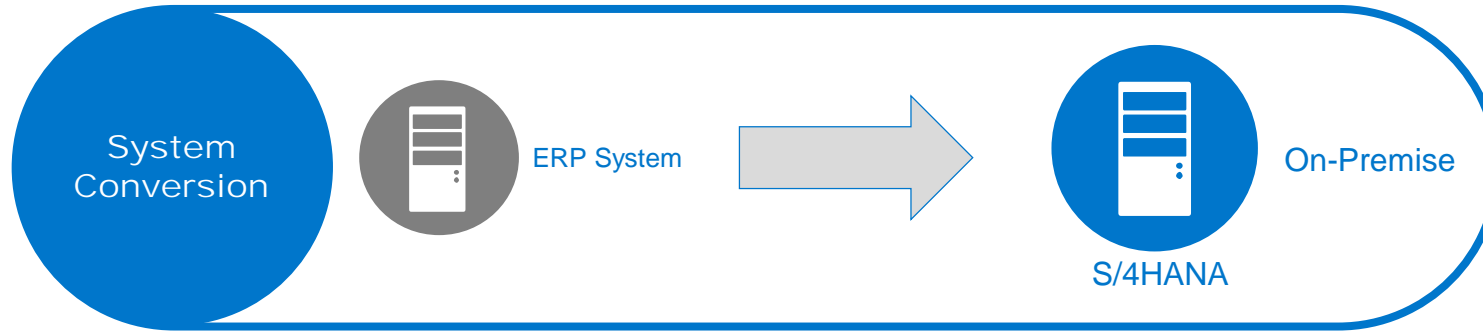 System
Conversion
ERP System
On-Premise
S/4HANA